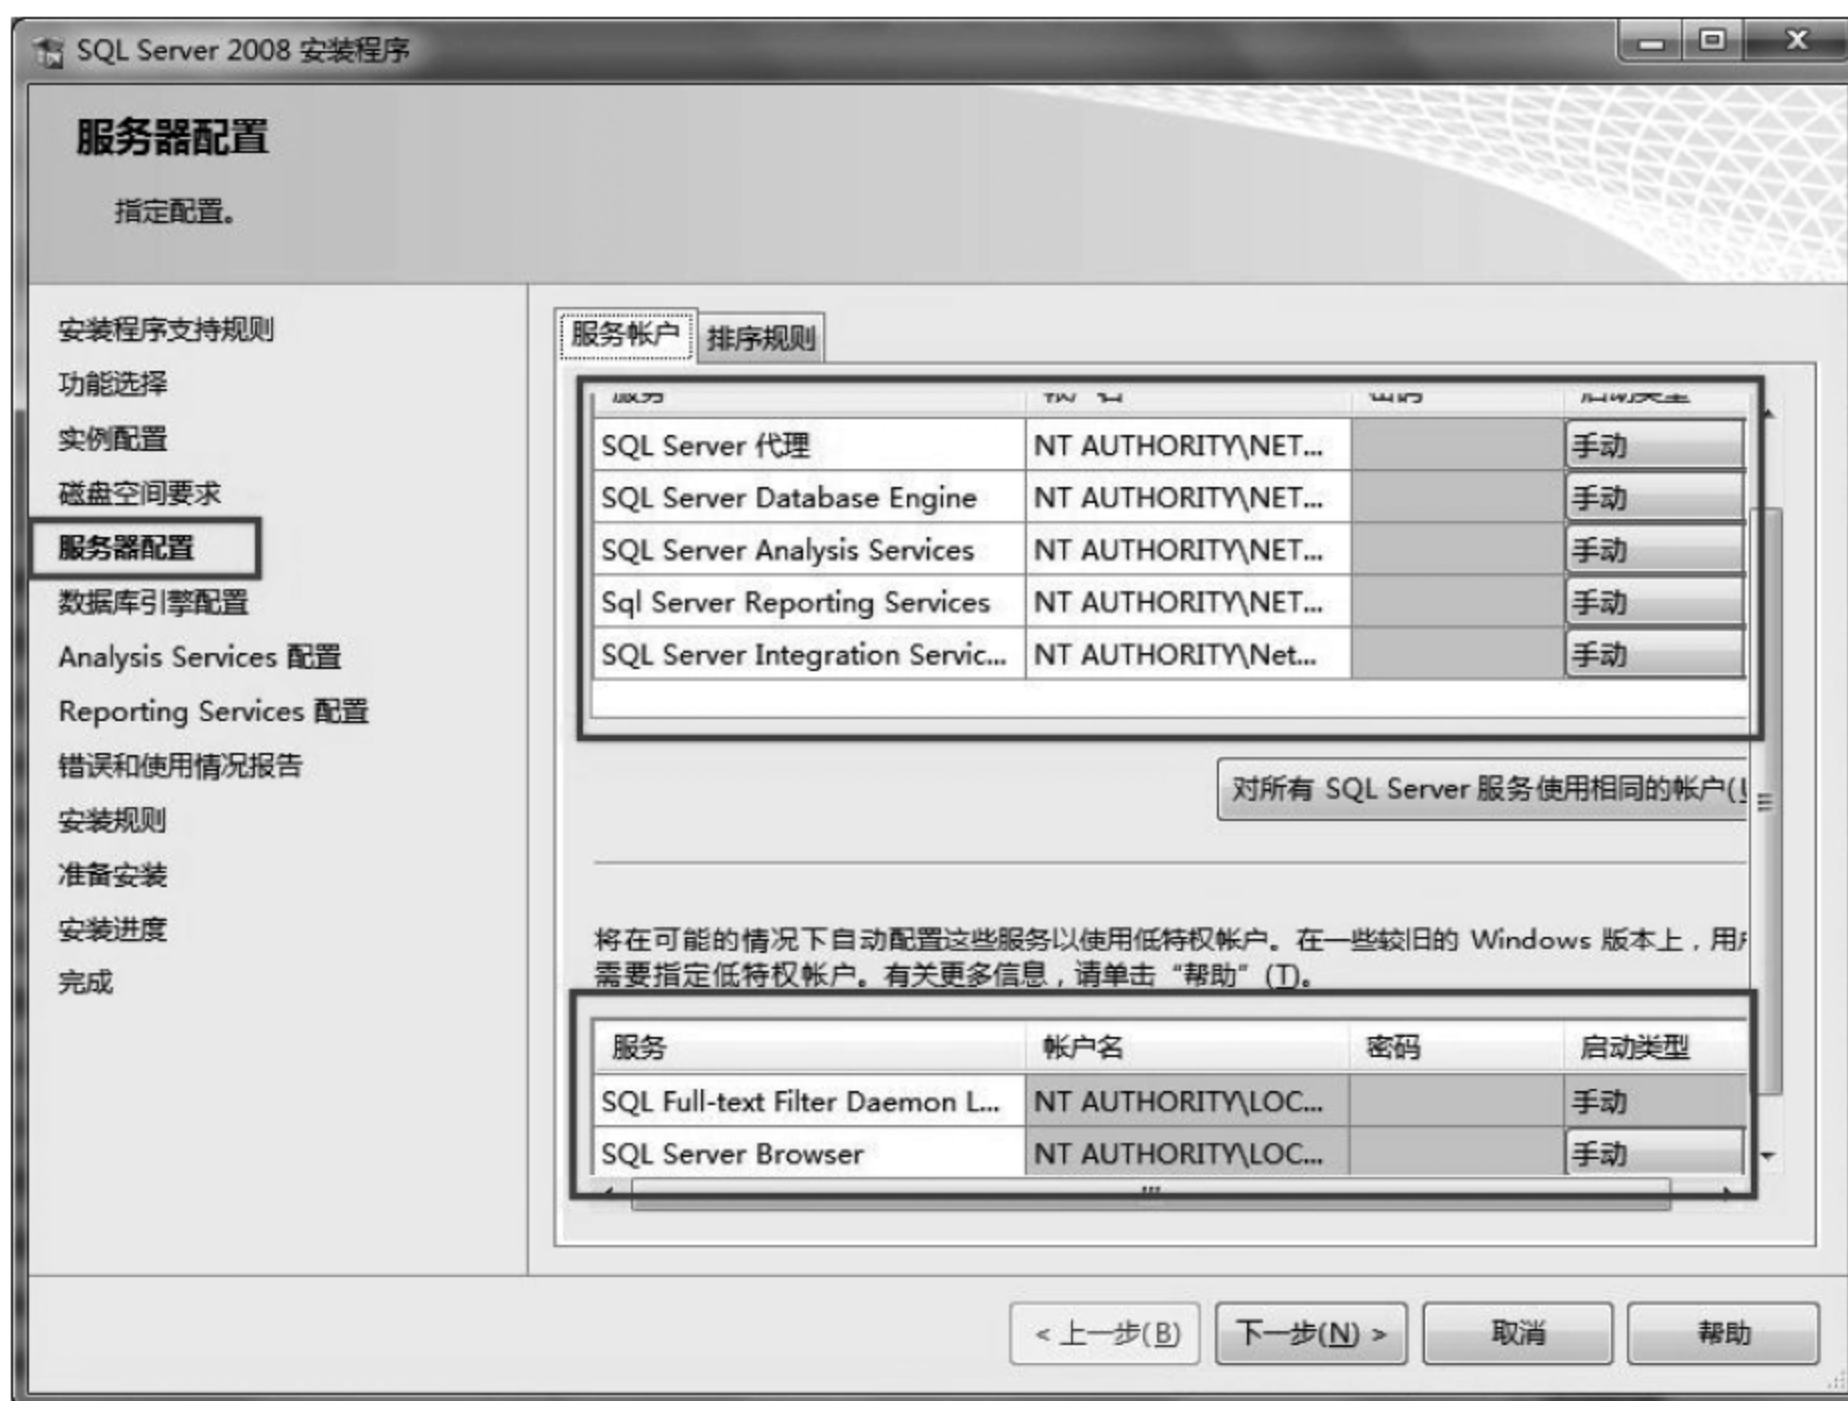 SQL Server 2008 安装程序
服务器配置
指定配置。
安装程序支持规则
功能选择
实例配置
磁盘空间要求
服务器配置
数据库引擎配置
Analysis Services 配置
Reporting Services 配置
错误和使用情况报告
安装规则
准备安装
安装进度
完成
服务帐户 排序规则
服务 帐户名 密码 启动类型
SQL Server 代理 NT AUTHORITY\NET... 手动
SQL Server Database Engine NT AUTHORITY\NET... 手动
SQL Server Analysis Services NT AUTHORITY\NET... 手动
Sql Server Reporting Services NT AUTHORITY\NET... 手动
SQL Server Integration Servic... NT AUTHORITY\Net... 手动
对所有 SQL Server 服务使用相同的帐户(U
将在可能的情况下自动配置这些服务以使用低特权帐户。在一些较旧的 Windows 版本上，用户
需要指定低特权帐户。有关更多信息，请单击“帮助”(T)。
服务 帐户名 密码 启动类型
SQL Full-text Filter Daemon L... NT AUTHORITY\LOC... 手动
SQL Server Browser NT AUTHORITY\LOC... 手动
< 上一步(B) 下一步(N) > 取消 帮助